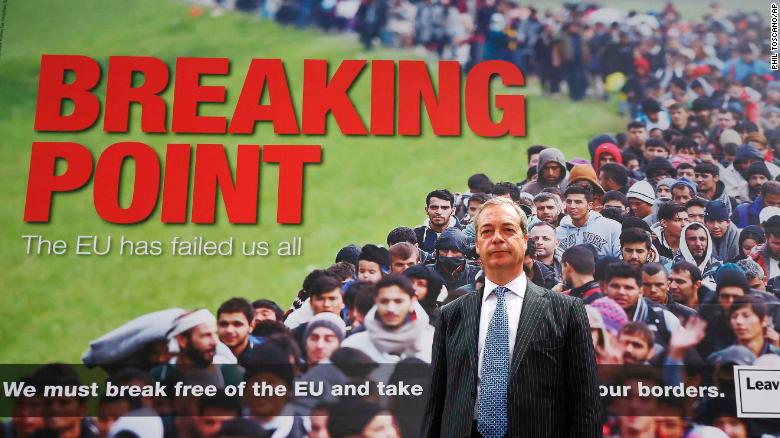 BREAKING
POINT
The EU has failed us all
We must break free of the EU and take our borders.
Leav
PHIL TOSCANO/AP